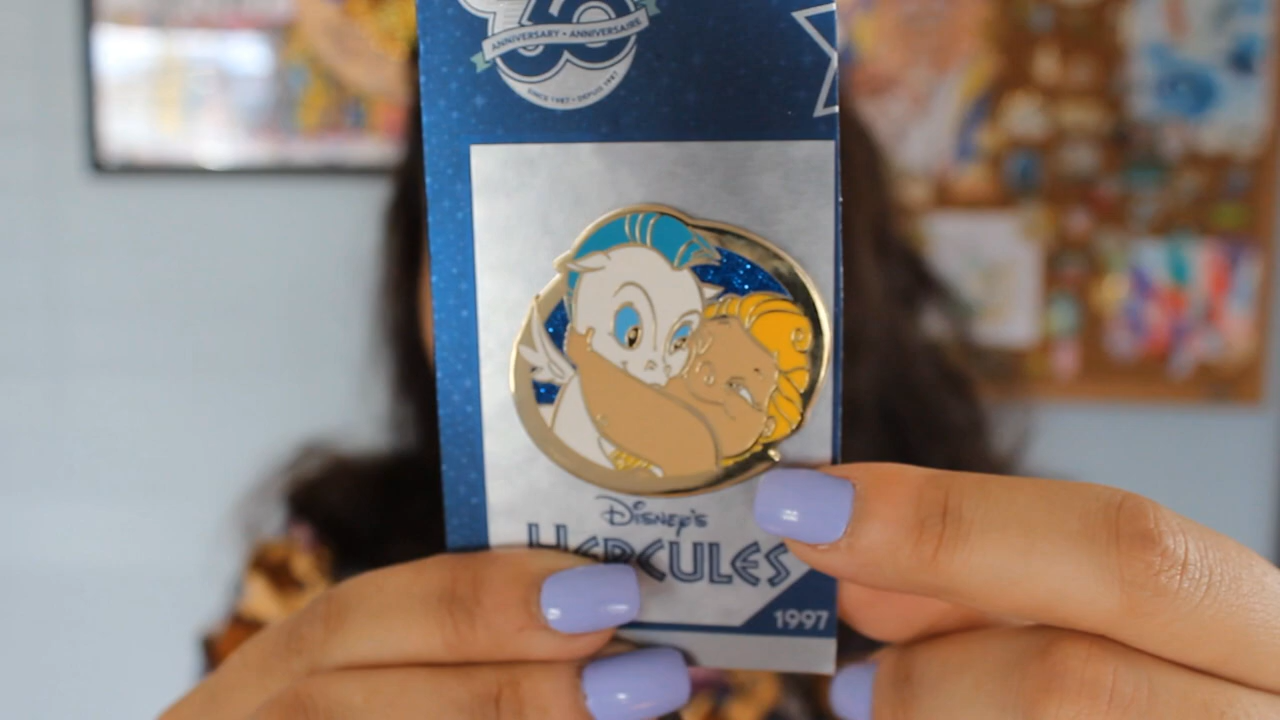 ANNIVERSARY • ANNIVERSAIRE
SINCE 1987 • DEPUIS 1987
DISNEY'S
HERCULES
1997